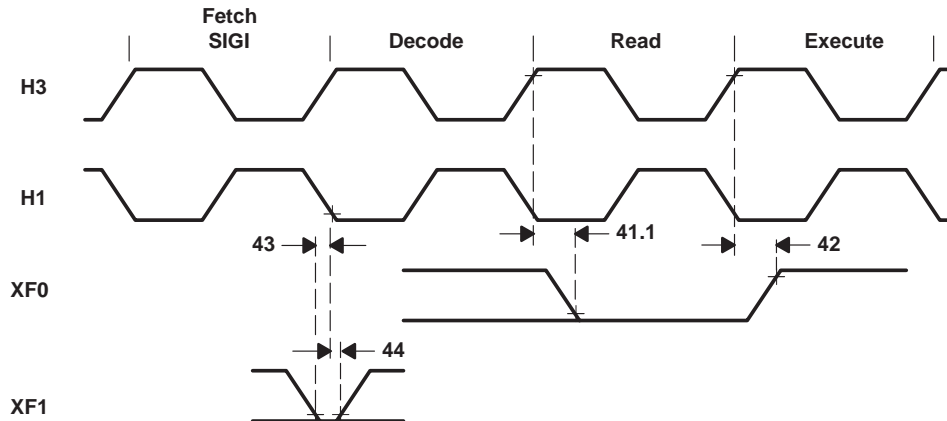 Fetch
SIGI
Decode
Read
Execute
H3
H1
43
41.1
42
XF0
44
XF1